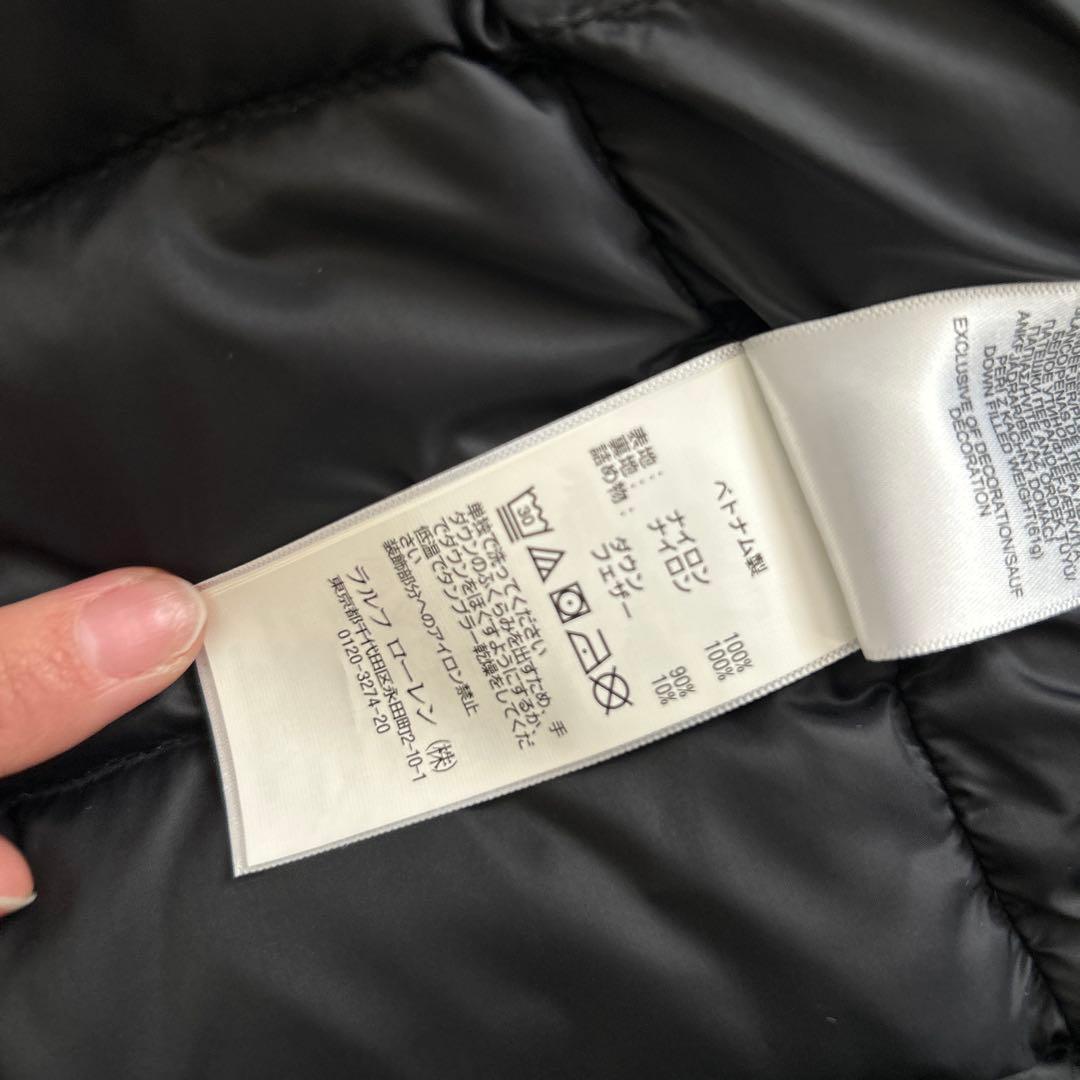 ベトナム製
表地: ナイロン 100%
裏地: ナイロン 100%
詰め物: ダウン 90%
フェザー 10%
30
単独で洗ってください
ダウンのふくらみを出すため、手
でダウンをほぐすようにするか、
低温でタンブラー乾燥をしてくだ
さい
装飾部分へのアイロン禁止
ラルフ ローレン (株)
東京都千代田区永田町2-10-1
0120-3274-20
DOWN FILLED WEIGHT(61g)
EXCLUSIVE OF DECORATION/SAUF
DECORATION